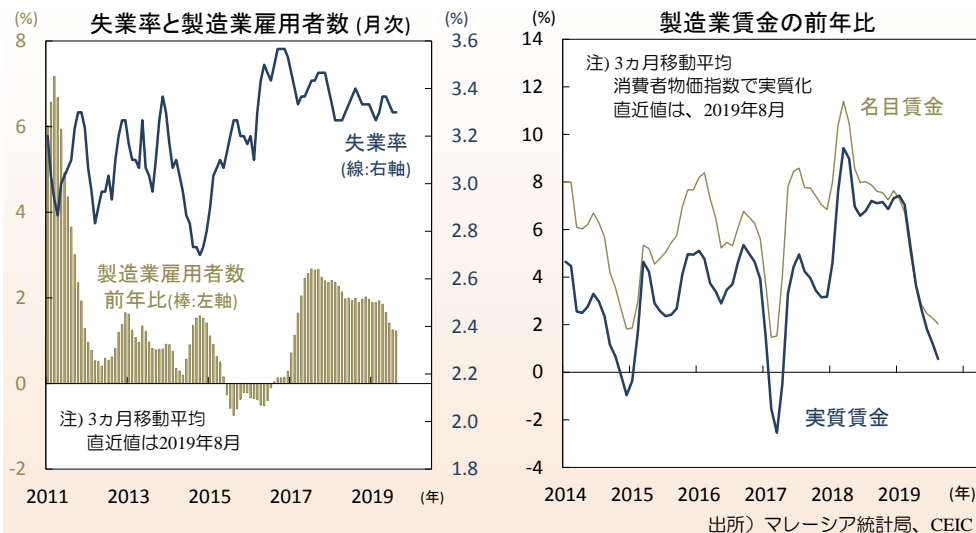 失業率と製造業雇用者数 (月次)
(%)
(%)
8
6
4
2
0
-2
3.6
3.4
3.2
3.0
2.8
2.6
2.4
2.2
2.0
1.8
失業率
(線:右軸)
製造業雇用者数
前年比(棒:左軸)
注) 3ヵ月移動平均
直近値は2019年8月
2011 2013 2015 2017 2019 (年)
製造業賃金の前年比
(%)
14
12
10
8
6
4
2
0
-2
-4
注) 3ヵ月移動平均
消費者物価指数で実質化
直近値は、2019年8月
名目賃金
実質賃金
2014 2015 2016 2017 2018 2019 (年)
出所）マレーシア統計局、CEIC